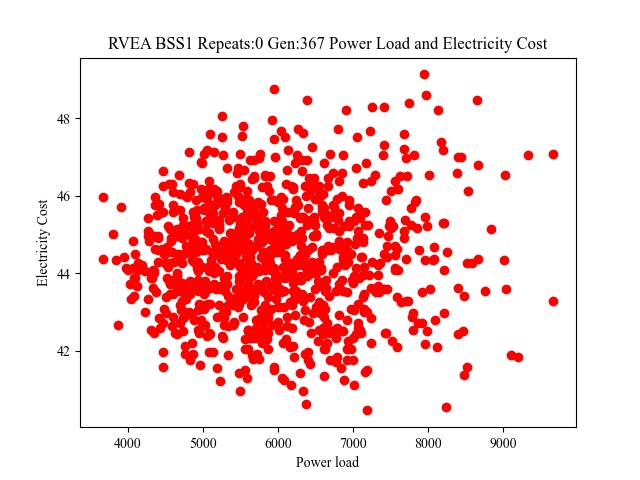 RVEA BSS1 Repeats:0 Gen:367 Power Load and Electricity Cost
48
46
44
42
Electricity Cost
4000 5000 6000 7000 8000 9000
Power load